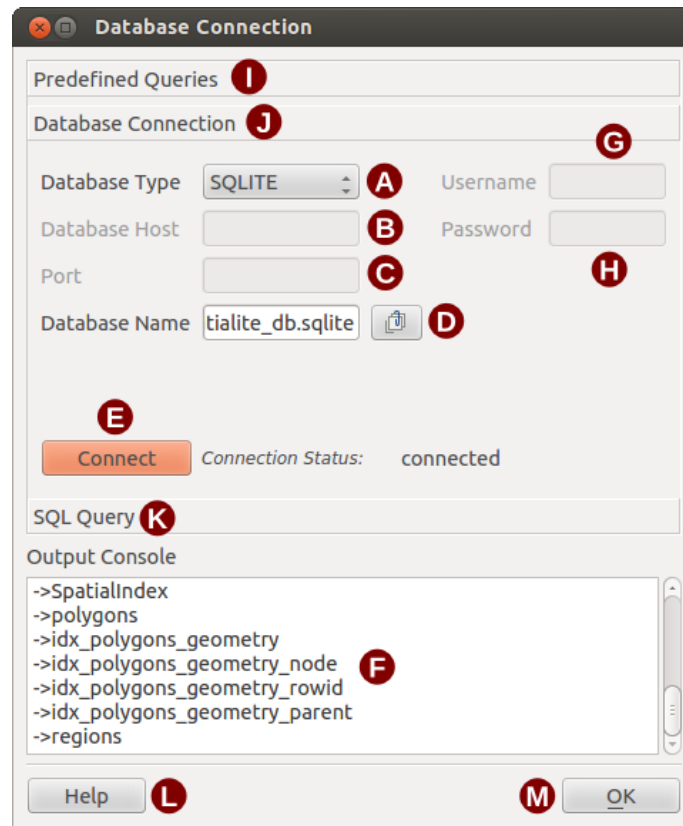 Database Connection
Predefined Queries I
Database Connection J
G
Database Type SQLITE A Username
Database Host B Password
Port C H
Database Name tialite_db.sqlite D
E
Connect Connection Status: connected
SQL Query K
Output Console
->SpatialIndex
->polygons
->idx_polygons_geometry
->idx_polygons_geometry_node F
->idx_polygons_geometry_rowid
->idx_polygons_geometry_parent
->regions
Help L M OK